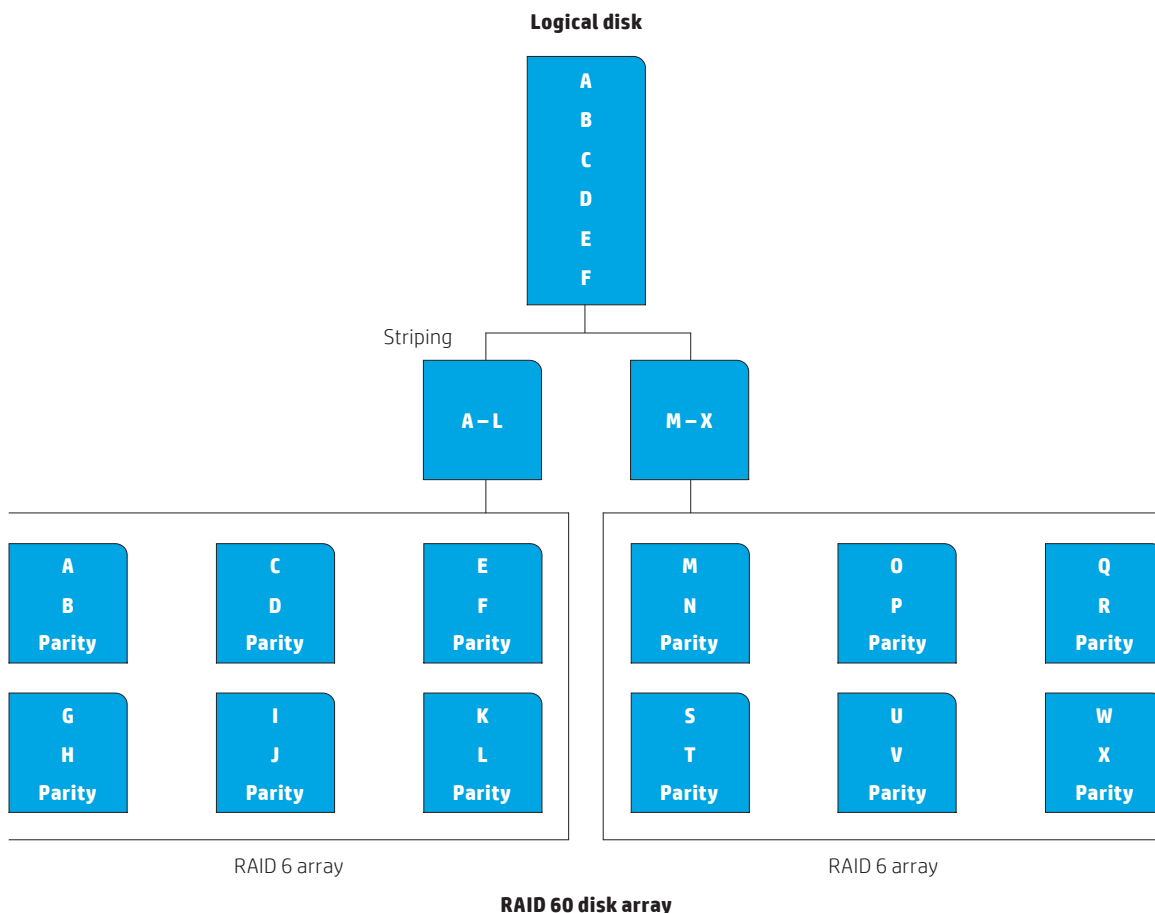 Logical disk
A
B
C
D
E
F
Striping
A – L
M – X
A
B
Parity
C
D
Parity
E
F
Parity
G
H
Parity
I
J
Parity
K
L
Parity
RAID 6 array
M
N
Parity
O
P
Parity
Q
R
Parity
S
T
Parity
U
V
Parity
W
X
Parity
RAID 6 array
RAID 60 disk array